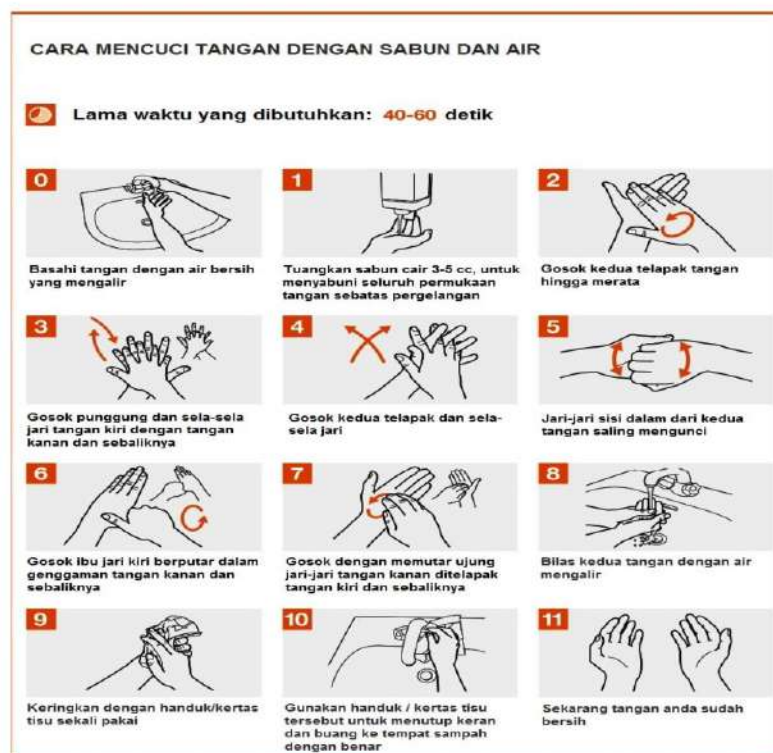 CARA MENCUCI TANGAN DENGAN SABUN DAN AIR
Lama waktu yang dibutuhkan: 40-60 detik
0
Basahi tangan dengan air bersih
yang mengalir
1
Tuangkan sabun cair 3-5 cc, untuk
menyabuni seluruh permukaan
tangan sebatas pergelangan
2
Gosok kedua telapak tangan
hingga merata
3
Gosok punggung dan sela-sela
jari tangan kiri dengan tangan
kanan dan sebaliknya
4
Gosok kedua telapak dan sela-
sela jari
5
Jari-jari sisi dalam dari kedua
tangan saling mengunci
6
Gosok ibu jari kiri berputar dalam
genggaman tangan kanan dan
sebaliknya
7
Gosok dengan memutar ujung
jari-jari tangan kanan ditelapak
tangan kiri dan sebaliknya
8
Bilas kedua tangan dengan air
mengalir
9
Keringkan dengan handuk/kertas
tisu sekali pakai
10
Gunakan handuk / kertas tisu
tersebut untuk menutup keran
dan buang ke tempat sampah
dengan benar
11
Sekarang tangan anda sudah
bersih